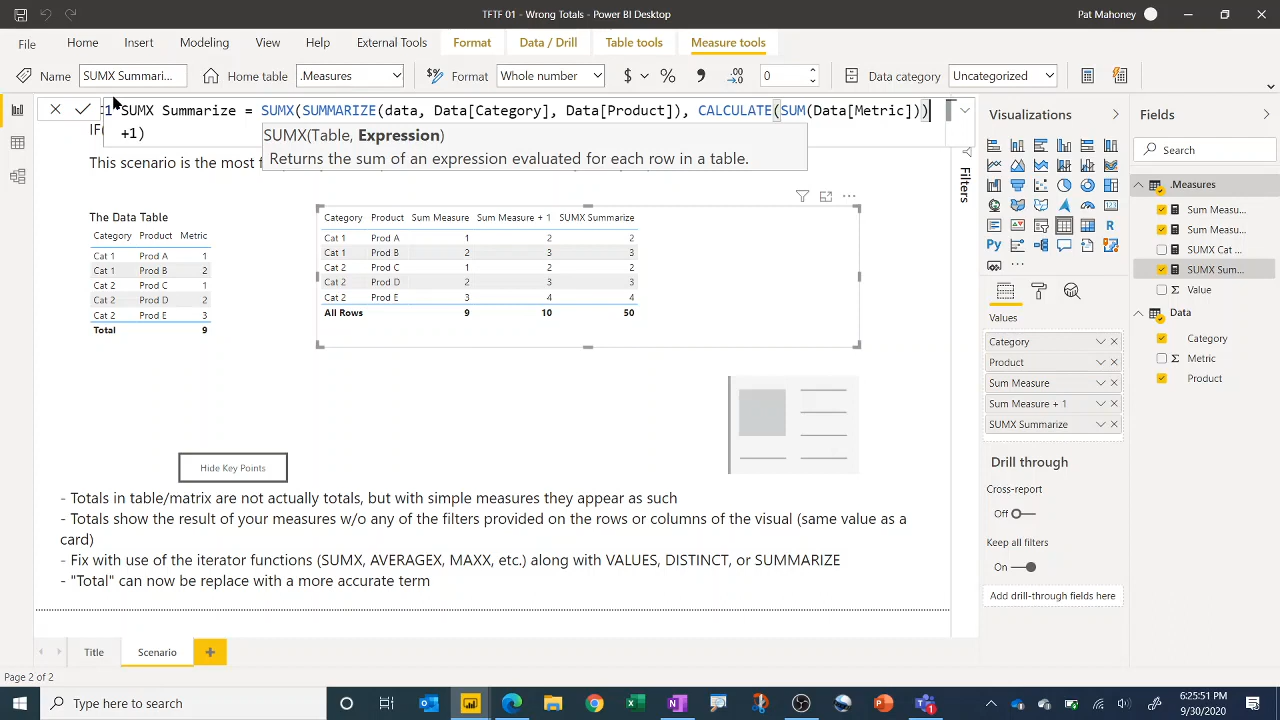 TFTF 01 - Wrong Totals - Power BI Desktop
Pat Mahoney
File Home Insert Modeling View Help External Tools Format Data / Drill Table tools Measure tools
Name SUMX Summari... Home table .Measures Format Whole number $ % 9 .00 0 Data category Uncategorized
1 SUMX Summarize = SUMX(SUMMARIZE(data, Data[Category], Data[Product]), CALCULATE(SUM(Data[Metric]))
+1)
SUMX(Table, Expression)
Returns the sum of an expression evaluated for each row in a table.
This scenario is the most
The Data Table
Category Product Metric
Cat 1 Prod A 1
Cat 1 Prod B 2
Cat 2 Prod C 1
Cat 2 Prod D 2
Cat 2 Prod E 3
Total 9
Category Product Sum Measure Sum Measure + 1 SUMX Summarize
Cat 1 Prod A 1 2 2
Cat 1 Prod B 2 3 3
Cat 2 Prod C 1 2 2
Cat 2 Prod D 2 3 3
Cat 2 Prod E 3 4 4
All Rows 9 10 50
Hide Key Points
- Totals in table/matrix are not actually totals, but with simple measures they appear as such
- Totals show the result of your measures w/o any of the filters provided on the rows or columns of the visual (same value as a
card)
- Fix with use of the iterator functions (SUMX, AVERAGEX, MAXX, etc.) along with VALUES, DISTINCT, or SUMMARIZE
- "Total" can now be replace with a more accurate term
Filters
Visualizations
R
Py
...
Values
Category
Product
Sum Measure
Sum Measure + 1
SUMX Summarize
Drill through
Cross-report
Off
Keep all filters
On
Add drill-through fields here
Fields
Search
.Measures
Sum Measu...
Sum Measu...
SUMX Cat ...
SUMX Sum...
Σ Value
Data
Category
Σ Metric
Product
Title Scenario +
Page 2 of 2
Type here to search
6:25:51 PM
9/30/2020